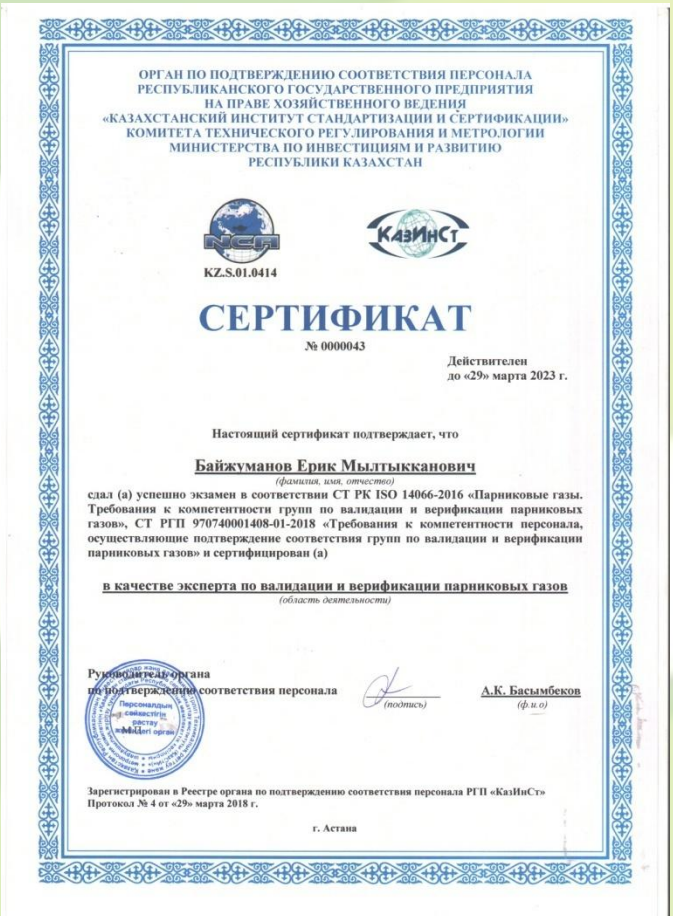 ОРГАН ПО ПОДТВЕРЖДЕНИЮ СООТВЕТСТВИЯ ПЕРСОНАЛА
РЕСПУБЛИКАНСКОГО ГОСУДАРСТВЕННОГО ПРЕДПРИЯТИЯ
НА ПРАВЕ ХОЗЯЙСТВЕННОГО ВЕДЕНИЯ
«КАЗАХСТАНСКИЙ ИНСТИТУТ СТАНДАРТИЗАЦИИ И СЕРТИФИКАЦИИ»
КОМИТЕТА ТЕХНИЧЕСКОГО РЕГУЛИРОВАНИЯ И МЕТРОЛОГИИ
МИНИСТЕРСТВА ПО ИНВЕСТИЦИЯМ И РАЗВИТИЮ
РЕСПУБЛИКИ КАЗАХСТАН
NCA
КазИнСт
KZ.S.01.0414
СЕРТИФИКАТ
№ 0000043
Действителен
до «29» марта 2023 г.
Настоящий сертификат подтверждает, что
Байжуманов Ерик Мылтыкканович
(фамилия, имя, отчество)
сдал (а) успешно экзамен в соответствии СТ РК ISO 14066-2016 «Парниковые газы.
Требования к компетентности групп по валидации и верификации парниковых
газов», СТ РГП 970740001408-01-2018 «Требования к компетентности персонала,
осуществляющие подтверждение соответствия групп по валидации и верификации
парниковых газов» и сертифицирован (а)
в качестве эксперта по валидации и верификации парниковых газов
(область деятельности)
Руководитель органа
по подтверждению соответствия персонала
(подпись)
А.К. Басымбеков
(ф.и.о)
Персоналдың
сәйкестігін
растау
жөніндегі орган
М.П.
Зарегистрирован в Реестре органа по подтверждению соответствия персонала РГП «КазИнСт»
Протокол № 4 от «29» марта 2018 г.
г. Астана